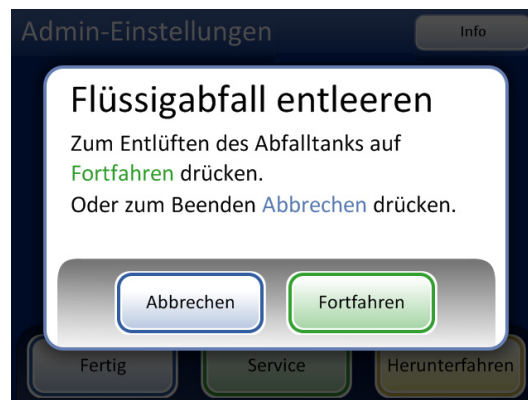 Admin-Einstellungen
Info
Flüssigabfall entleeren
Zum Entlüften des Abfalltanks auf
Fortfahren drücken.
Oder zum Beenden Abbrechen drücken.
Abbrechen
Fortfahren
Fertig
Service
Herunterfahren